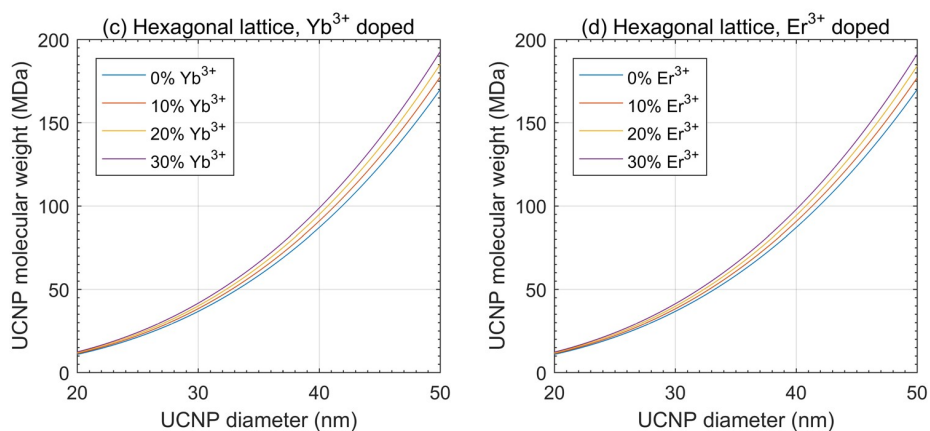 (c) Hexagonal lattice, Yb³⁺ doped
200
150
100
50
0
UCNP molecular weight (MDa)
0% Yb³⁺
10% Yb³⁺
20% Yb³⁺
30% Yb³⁺
20
30
40
50
UCNP diameter (nm)
(d) Hexagonal lattice, Er³⁺ doped
200
150
100
50
0
UCNP molecular weight (MDa)
0% Er³⁺
10% Er³⁺
20% Er³⁺
30% Er³⁺
20
30
40
50
UCNP diameter (nm)